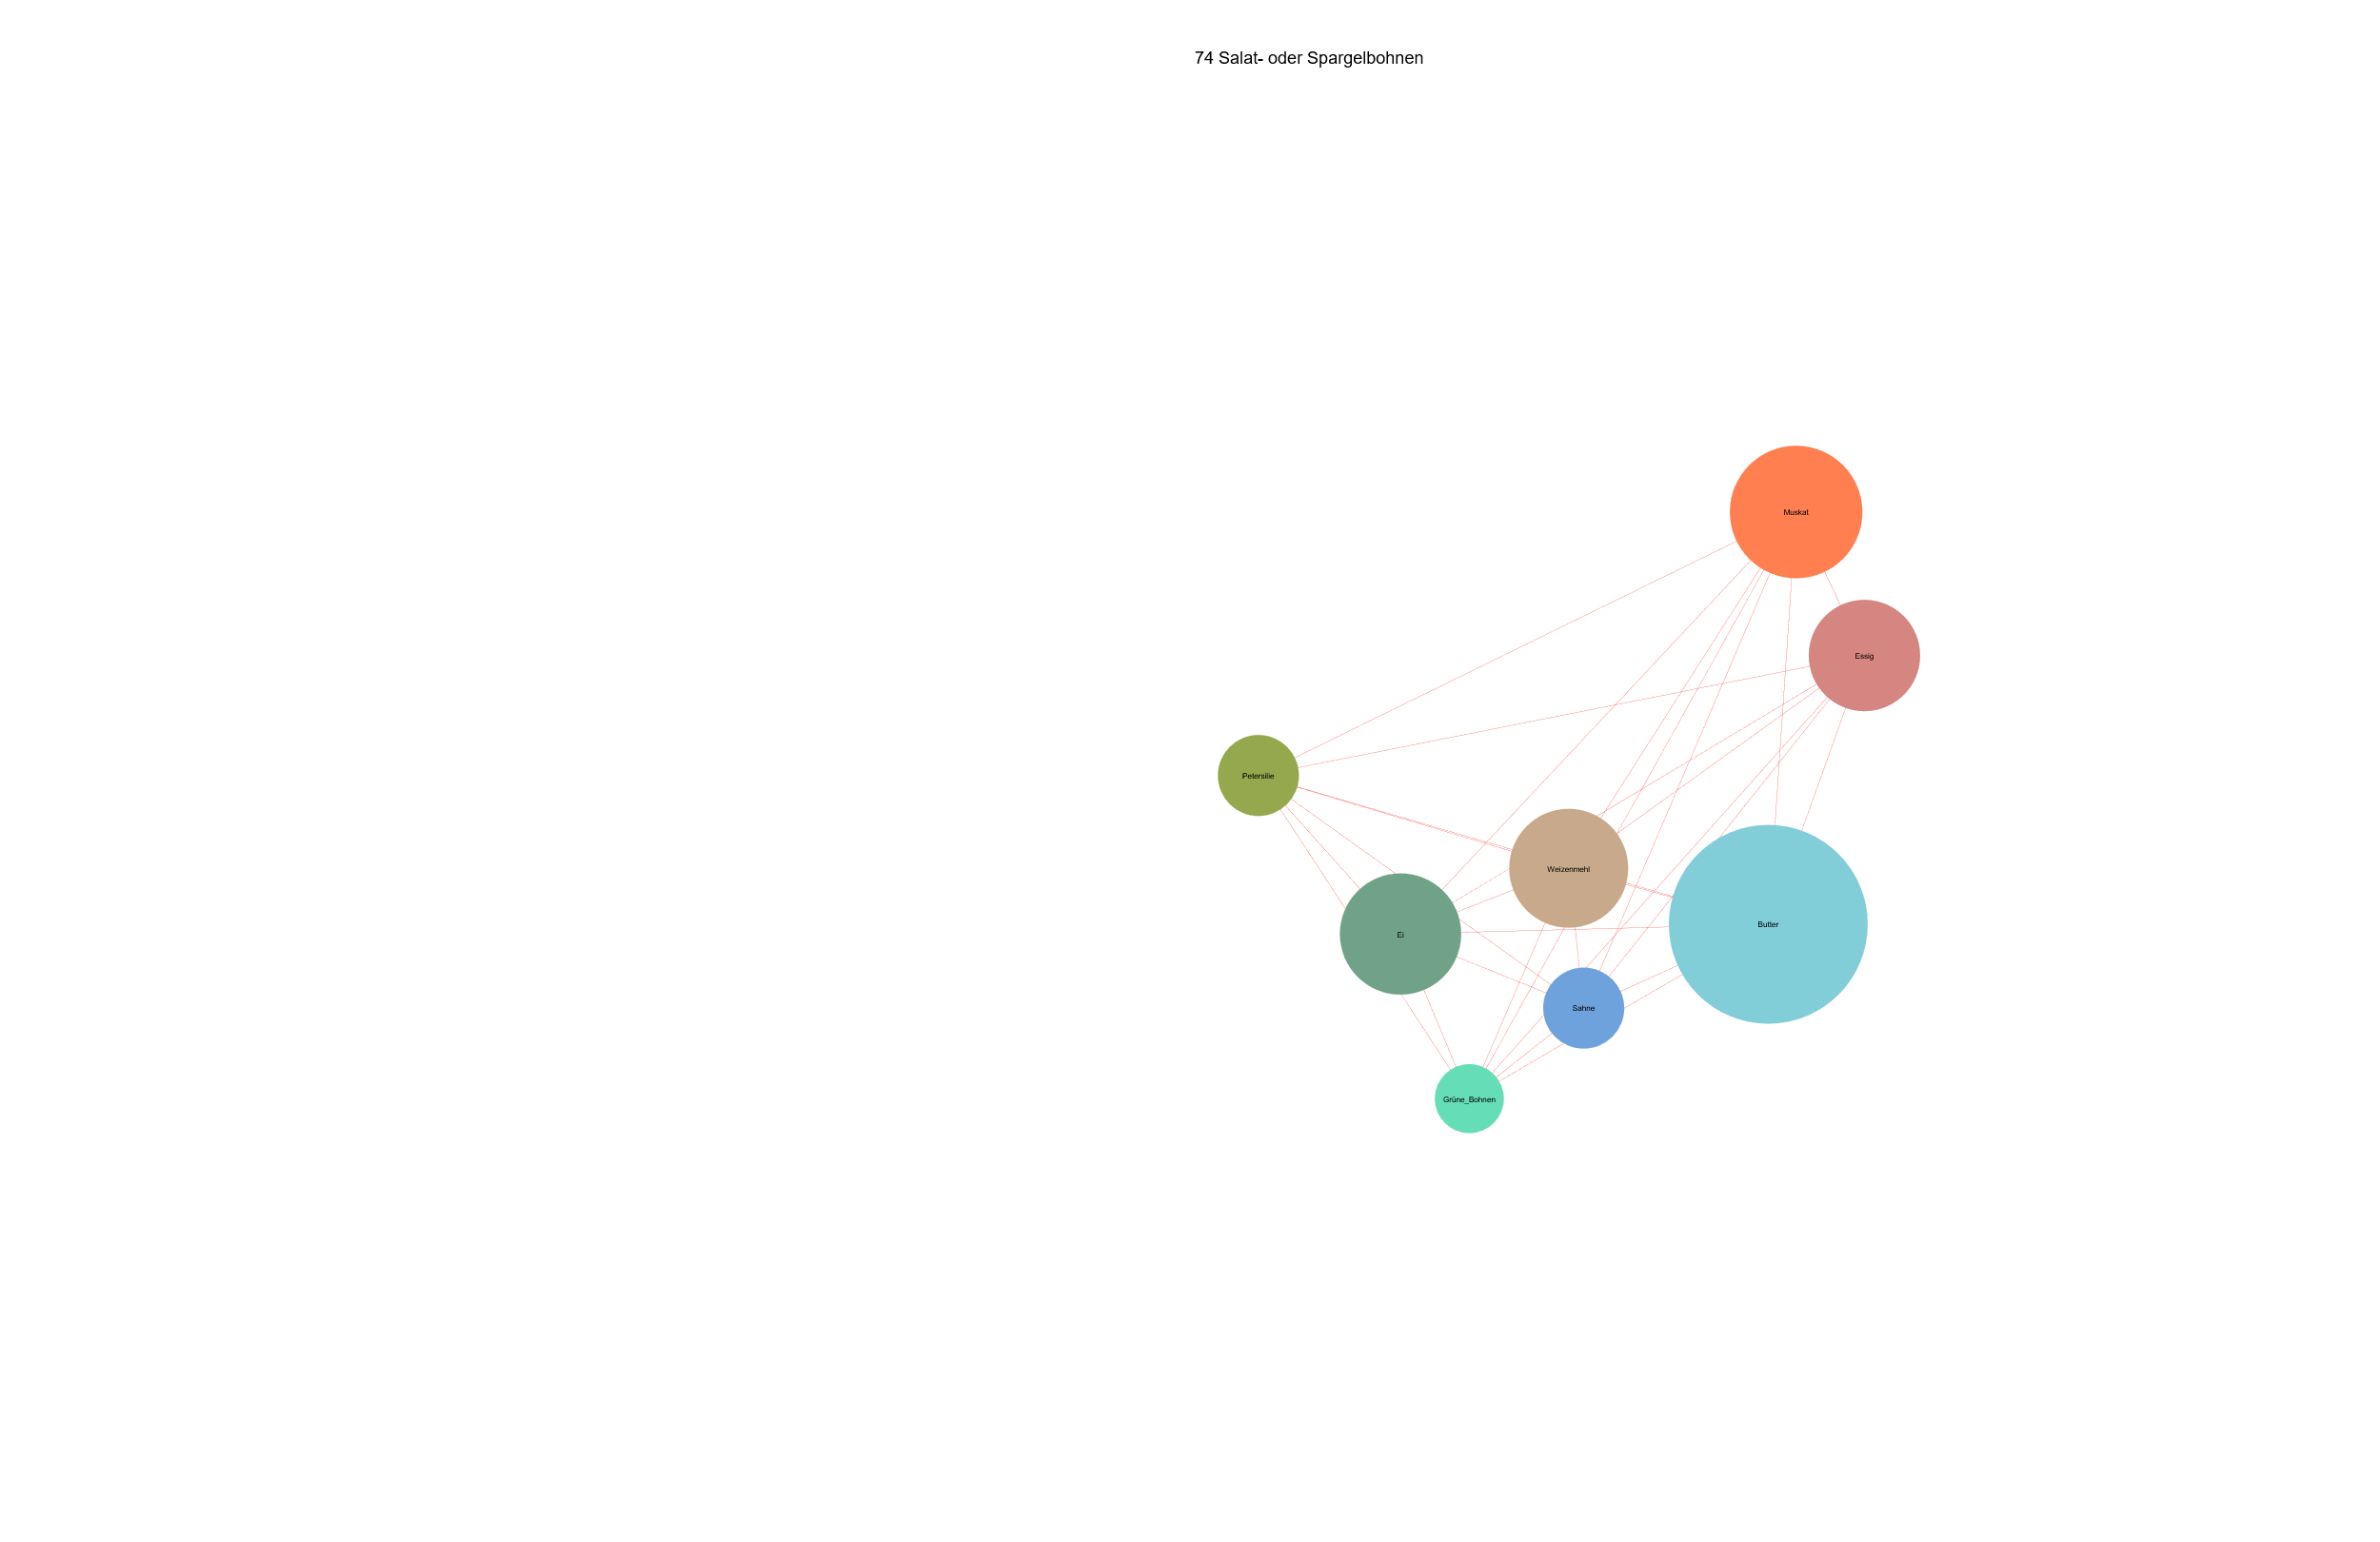 74 Salat- oder Spargelbohnen
Muskat
Essig
Petersilie
Weizenmehl
Butter
Ei
Sahne
Grüne_Bohnen